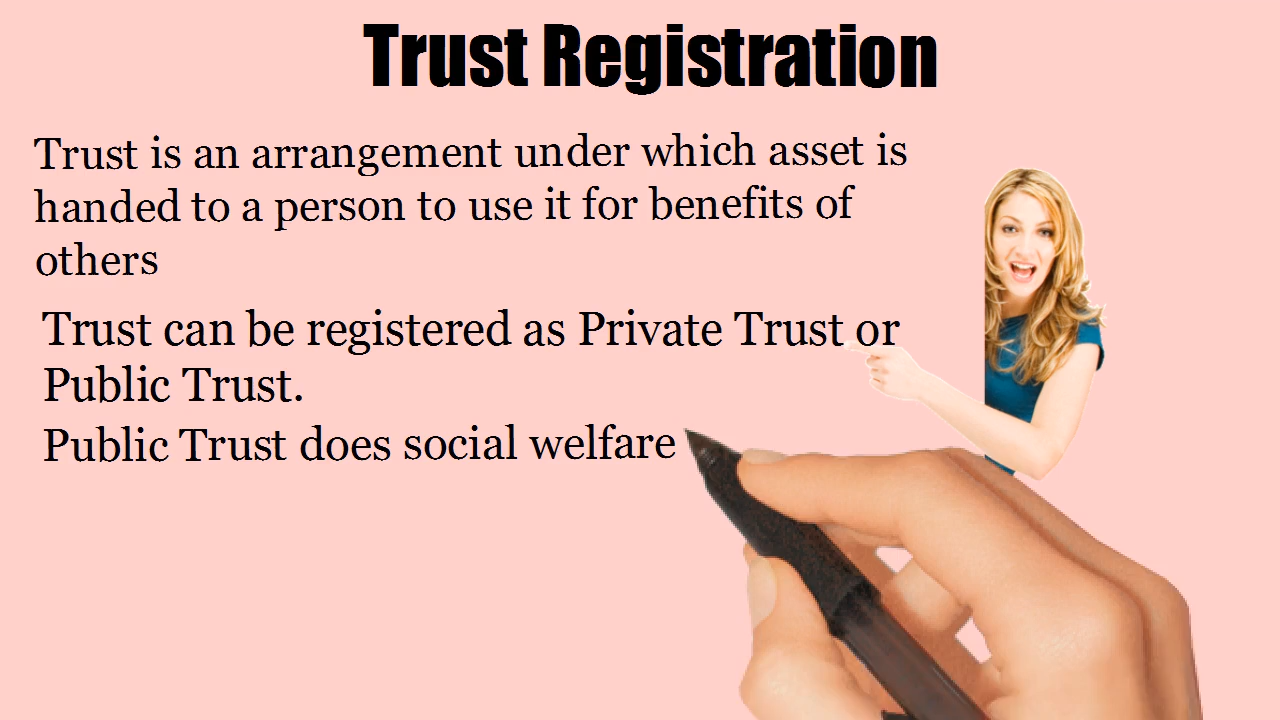 Trust Registration
Trust is an arrangement under which asset is
handed to a person to use it for benefits of
others
Trust can be registered as Private Trust or
Public Trust.
Public Trust does social welfare